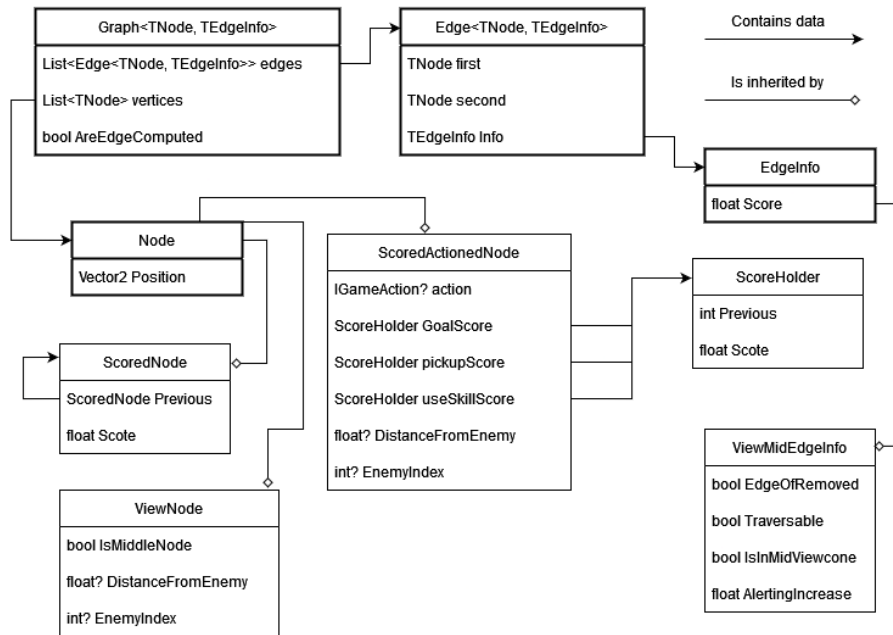 Graph<TNode, TEdgeInfo>
List<Edge<TNode, TEdgeInfo>> edges
List<TNode> vertices
bool AreEdgeComputed
Edge<TNode, TEdgeInfo>
TNode first
TNode second
TEdgeInfo Info
Contains data
Is inherited by
EdgeInfo
float Score
Node
Vector2 Position
ScoredActionedNode
IGameAction? action
ScoreHolder GoalScore
ScoreHolder pickupScore
ScoreHolder useSkillScore
float? DistanceFromEnemy
int? EnemyIndex
ScoreHolder
int Previous
float Scote
ScoredNode
ScoredNode Previous
float Scote
ViewNode
bool IsMiddleNode
float? DistanceFromEnemy
int? EnemyIndex
ViewMidEdgeInfo
bool EdgeOfRemoved
bool Traversable
bool IsInMidViewcone
float AlertingIncrease